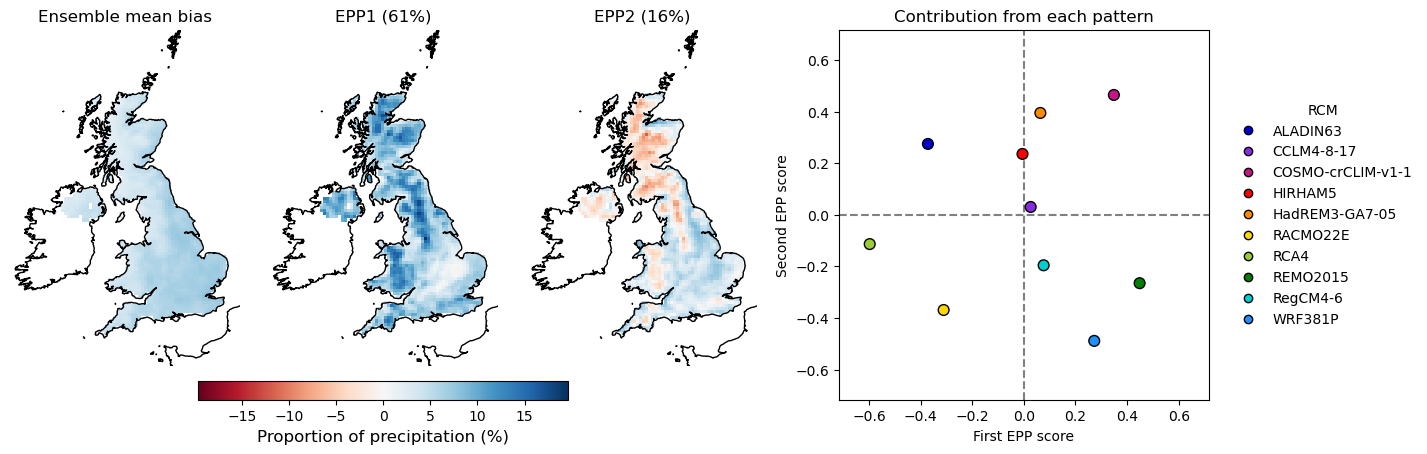 Ensemble mean bias
EPP1 (61%)
EPP2 (16%)
−15 −10 −5 0 5 10 15
Proportion of precipitation (%)
Contribution from each pattern
Second EPP score
0.6
0.4
0.2
0.0
−0.2
−0.4
−0.6
−0.6 −0.4 −0.2 0.0 0.2 0.4 0.6
First EPP score
RCM
ALADIN63
CCLM4-8-17
COSMO-crCLIM-v1-1
HIRHAM5
HadREM3-GA7-05
RACMO22E
RCA4
REMO2015
RegCM4-6
WRF381P